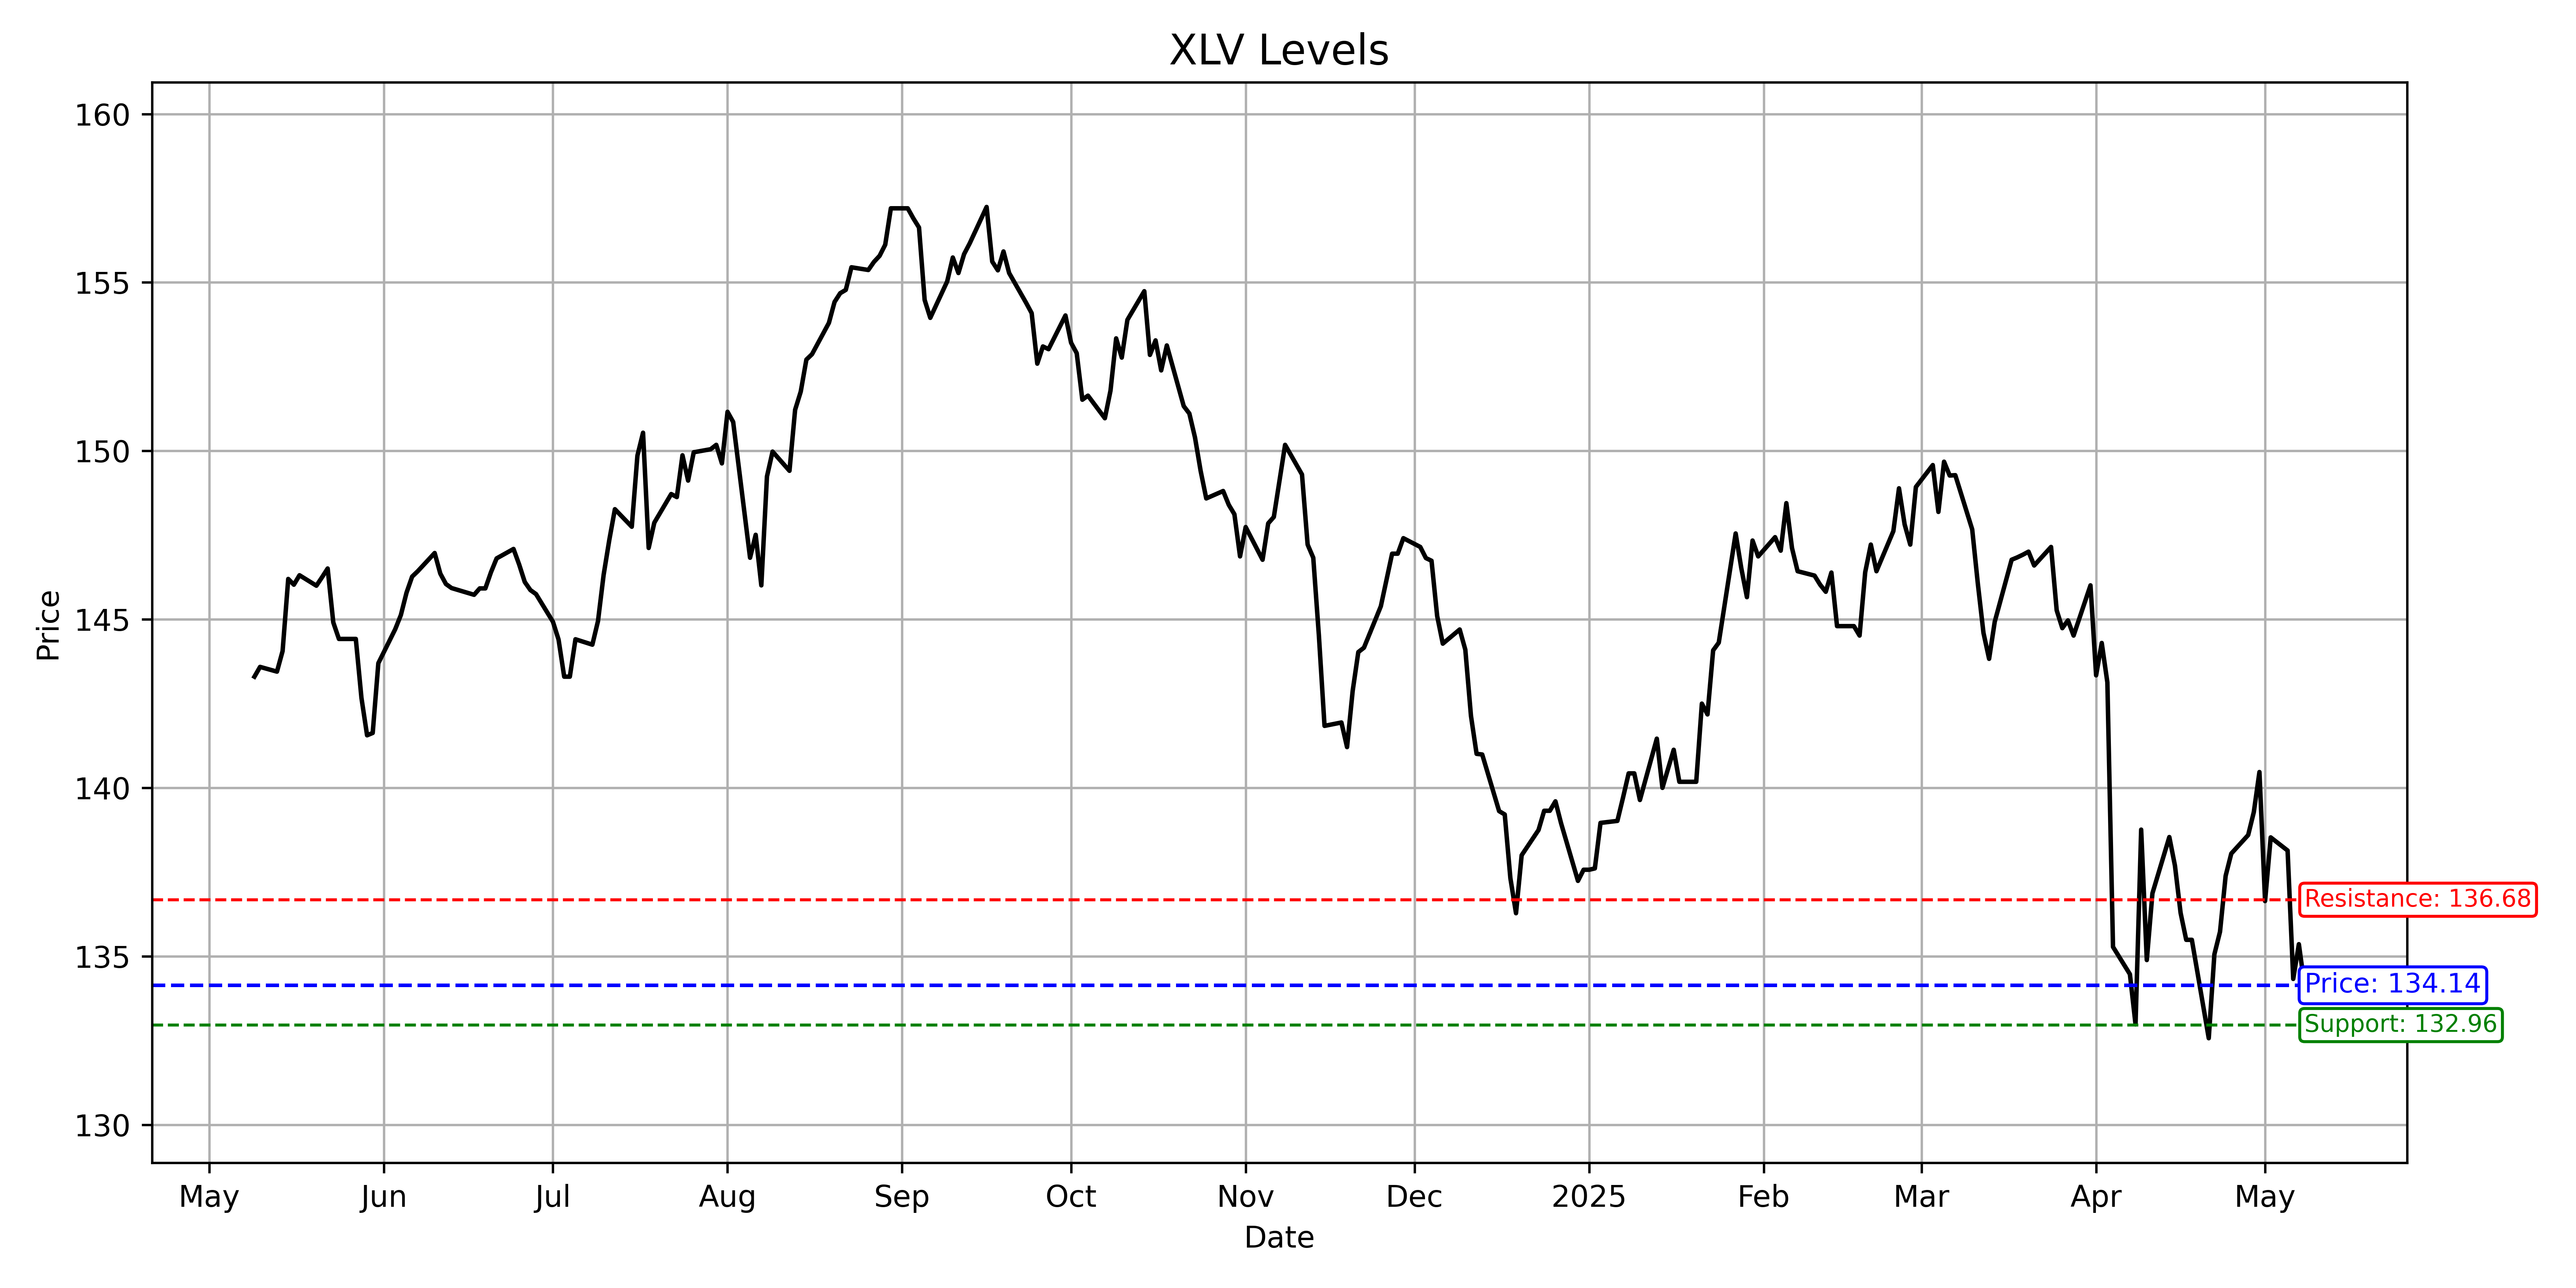 XLV Levels
Price
160
155
150
145
140
135
130
Resistance: 136.68
Price: 134.14
Support: 132.96
May Jun Jul Aug Sep Oct Nov Dec 2025 Feb Mar Apr May
Date